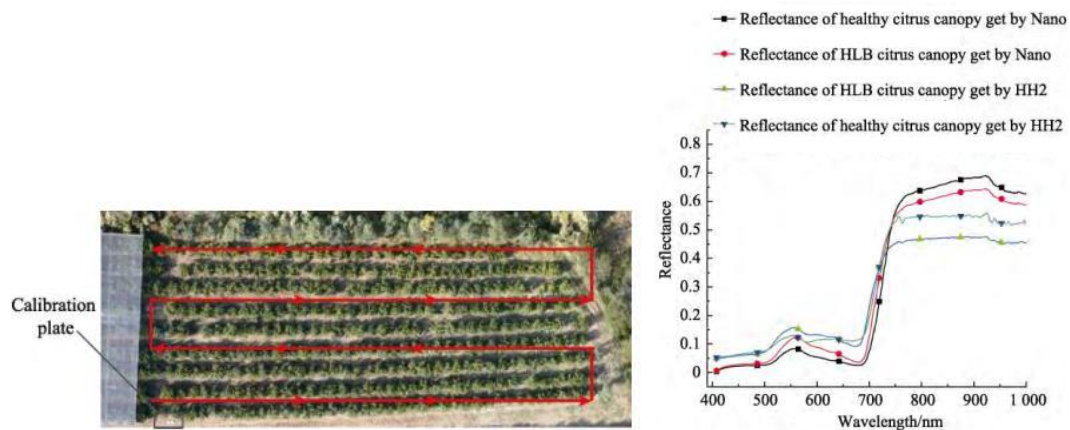 Calibration
plate
Reflectance of healthy citrus canopy get by Nano
Reflectance of HLB citrus canopy get by Nano
Reflectance of HLB citrus canopy get by HH2
Reflectance of healthy citrus canopy get by HH2
0.8
0.7
0.6
0.5
0.4
0.3
0.2
0.1
0
Reflectance
400 500 600 700 800 900 1 000
Wavelength/nm